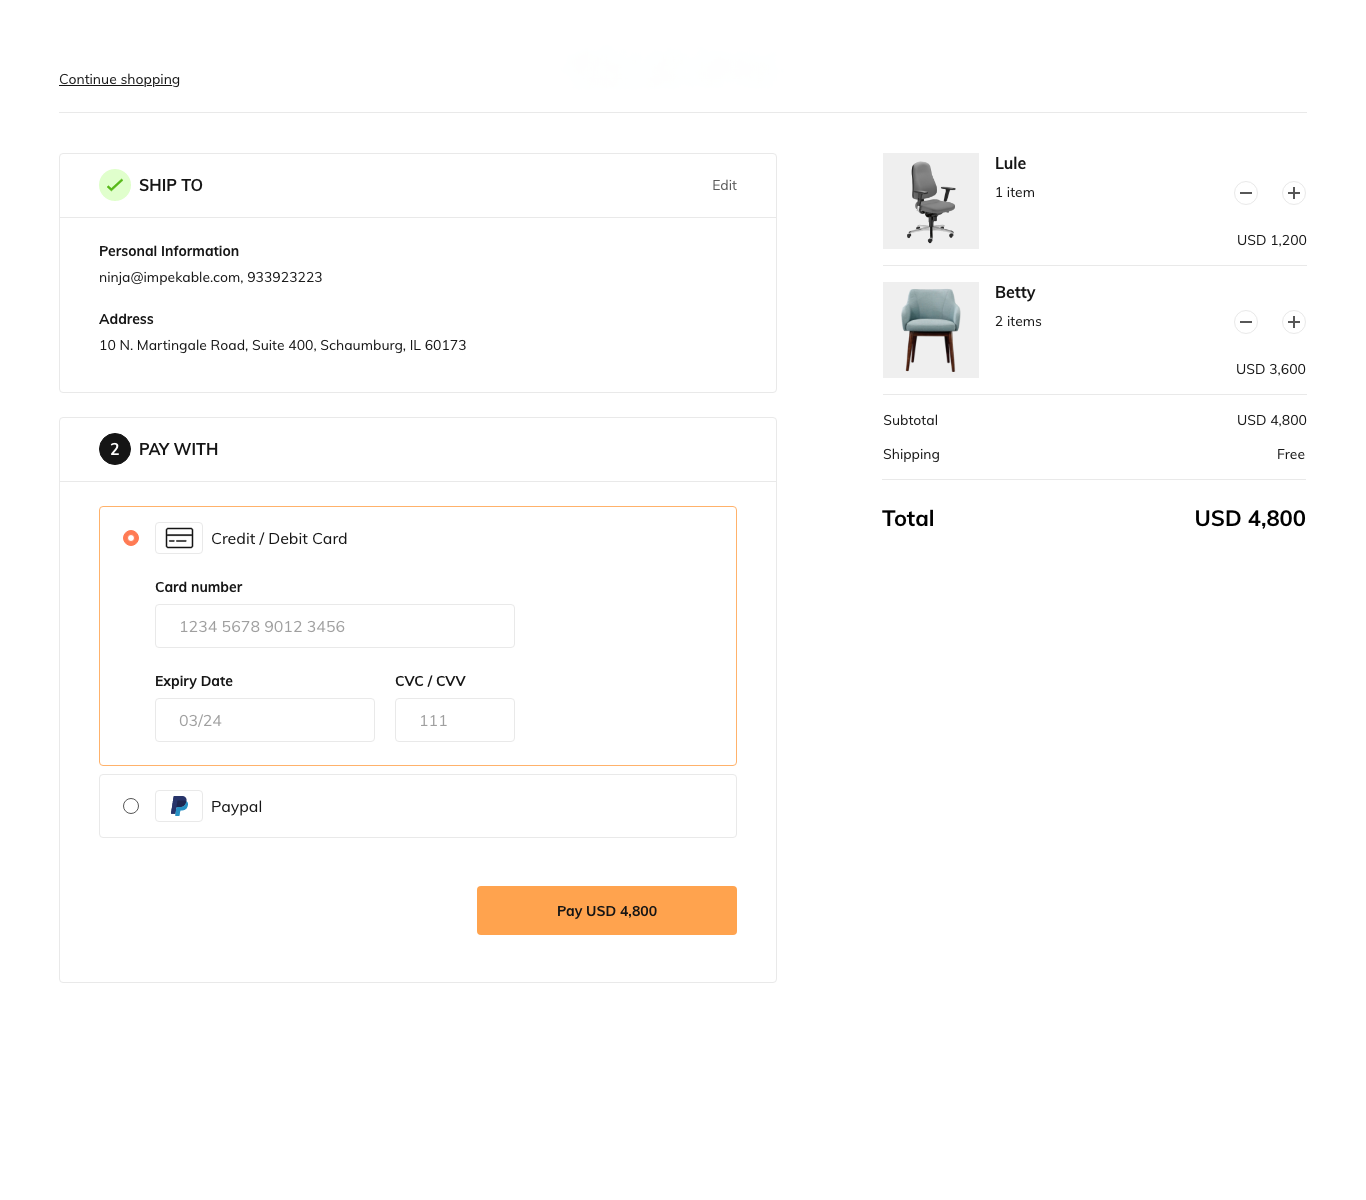 Continue shopping
SHIP TO
Edit
Personal Information
ninja@impekable.com, 933923223
Address
10 N. Martingale Road, Suite 400, Schaumburg, IL 60173
2 PAY WITH
Credit / Debit Card
Card number
1234 5678 9012 3456
Expiry Date
CVC / CVV
03/24
111
Paypal
Pay USD 4,800
Lule
1 item
USD 1,200
Betty
2 items
USD 3,600
Subtotal USD 4,800
Shipping Free
Total USD 4,800